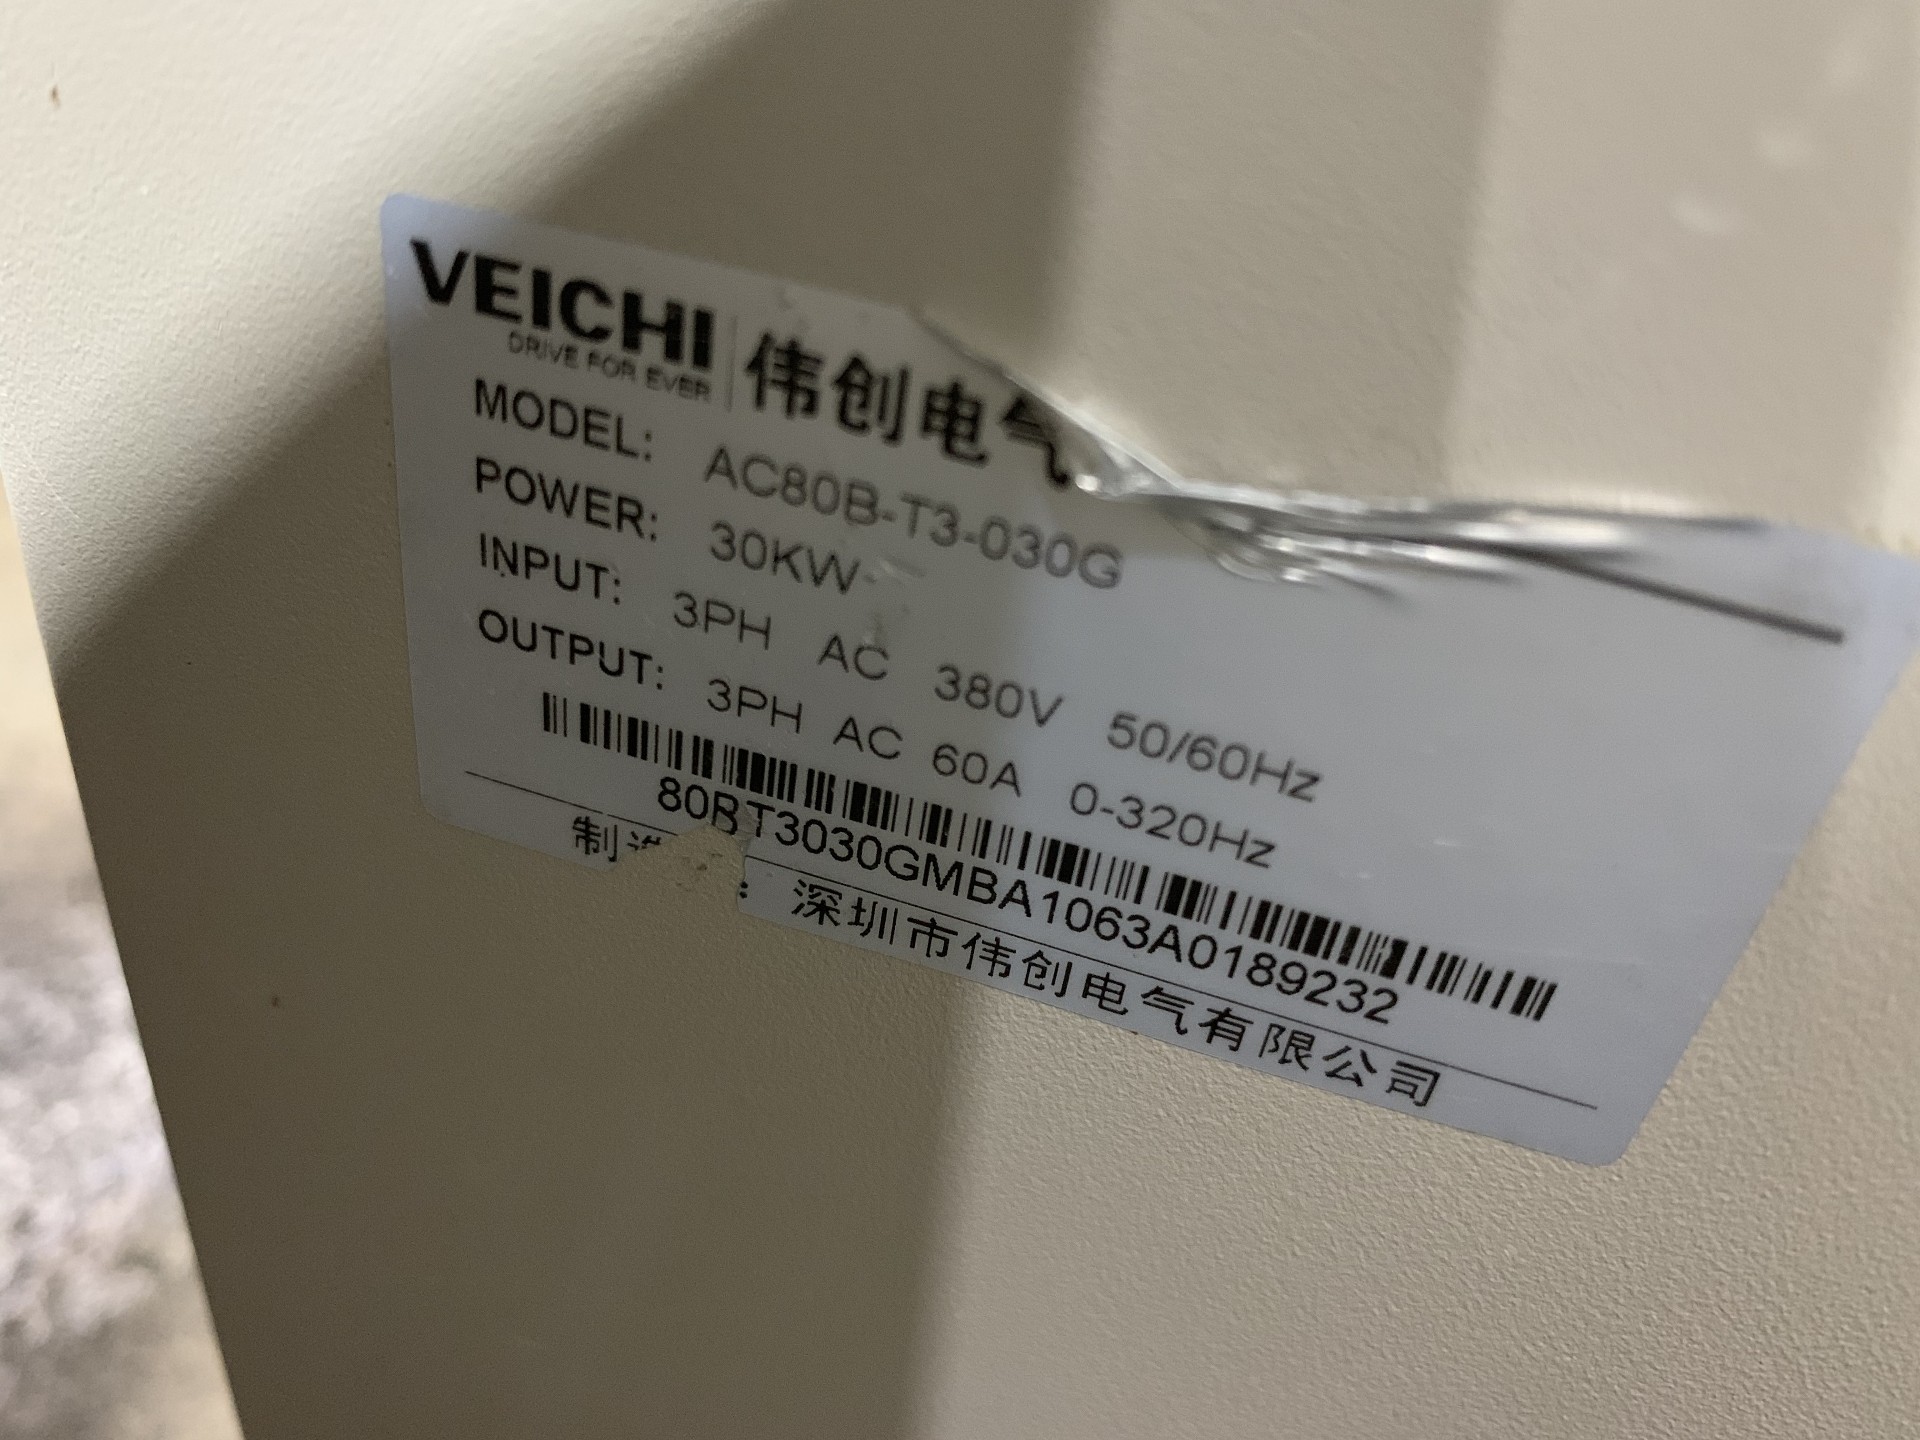 VEICHI 伟创电气
DRIVE FOR EVER
MODEL: AC80B-T3-030G
POWER: 30KW
INPUT: 3PH AC 380V 50/60Hz
OUTPUT: 3PH AC 60A 0-320Hz
80BT3030GMBA1063A0189232
制造 : 深圳市伟创电气有限公司